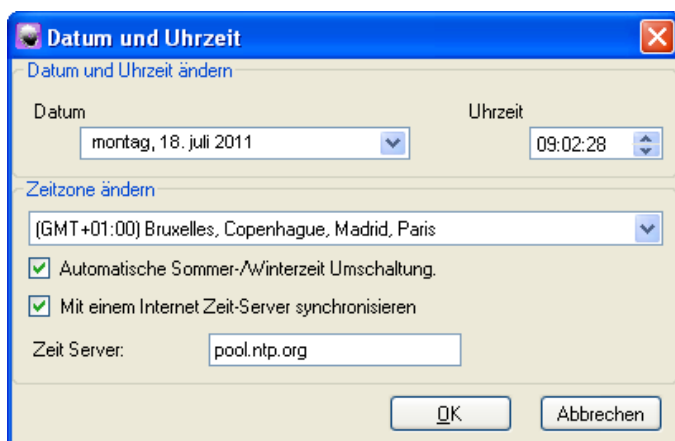 Datum und Uhrzeit
Datum und Uhrzeit ändern
Datum
Uhrzeit
montag, 18. juli 2011
09:02:28
Zeitzone ändern
(GMT+01:00) Bruxelles, Copenhague, Madrid, Paris
Automatische Sommer-/Winterzeit Umschaltung.
Mit einem Internet Zeit-Server synchronisieren
Zeit Server:
pool.ntp.org
OK
Abbrechen